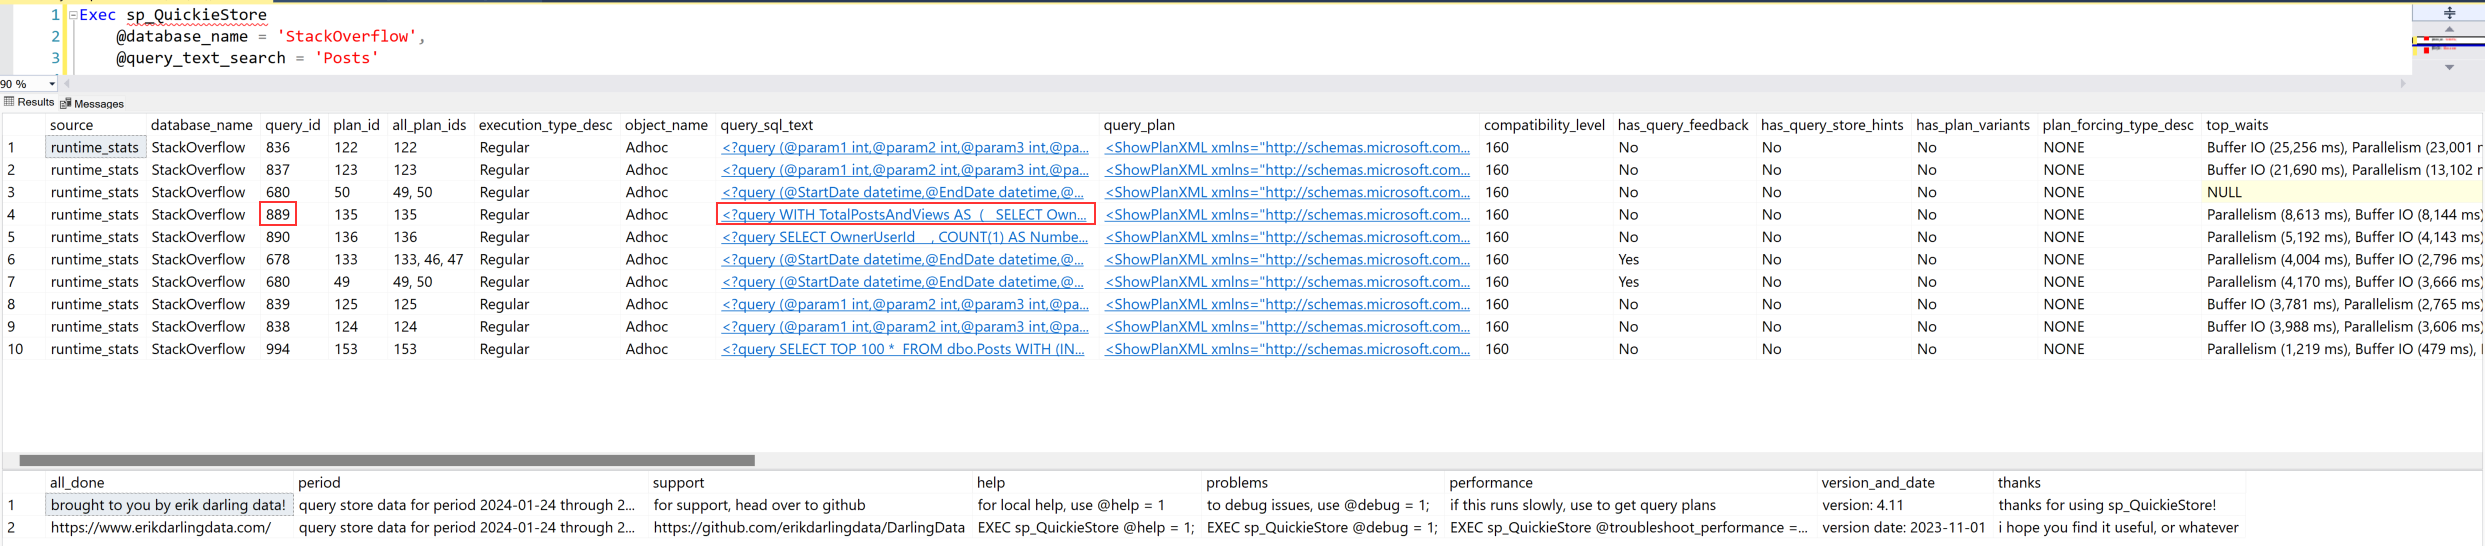 1 Exec sp_QuickieStore
2 @database_name = 'StackOverflow',
3 @query_text_search = 'Posts'
90 %
Results Messages
source database_name query_id plan_id all_plan_ids execution_type_desc object_name query_sql_text query_plan compatibility_level has_query_feedback has_query_store_hints has_plan_variants plan_forcing_type_desc top_waits
1 runtime_stats StackOverflow 836 122 122 Regular Adhoc <?query (@param1 int,@param2 int,@param3 int,@pa... <ShowPlanXML xmlns="http://schemas.microsoft.com... 160 No No No NONE Buffer IO (25,256 ms), Parallelism (23,001 m
2 runtime_stats StackOverflow 837 123 123 Regular Adhoc <?query (@param1 int,@param2 int,@param3 int,@pa... <ShowPlanXML xmlns="http://schemas.microsoft.com... 160 No No No NONE Buffer IO (21,690 ms), Parallelism (13,102 m
3 runtime_stats StackOverflow 680 50 49, 50 Regular Adhoc <?query (@StartDate datetime,@EndDate datetime,@... <ShowPlanXML xmlns="http://schemas.microsoft.com... 160 No No No NONE NULL
4 runtime_stats StackOverflow 889 135 135 Regular Adhoc <?query WITH TotalPostsAndViews AS ( SELECT Own... <ShowPlanXML xmlns="http://schemas.microsoft.com... 160 No No No NONE Parallelism (8,613 ms), Buffer IO (8,144 ms)
5 runtime_stats StackOverflow 890 136 136 Regular Adhoc <?query SELECT OwnerUserId , COUNT(1) AS Numbe... <ShowPlanXML xmlns="http://schemas.microsoft.com... 160 No No No NONE Parallelism (5,192 ms), Buffer IO (4,143 ms)
6 runtime_stats StackOverflow 678 133 133, 46, 47 Regular Adhoc <?query (@StartDate datetime,@EndDate datetime,@... <ShowPlanXML xmlns="http://schemas.microsoft.com... 160 Yes No No NONE Parallelism (4,004 ms), Buffer IO (2,796 ms)
7 runtime_stats StackOverflow 680 49 49, 50 Regular Adhoc <?query (@StartDate datetime,@EndDate datetime,@... <ShowPlanXML xmlns="http://schemas.microsoft.com... 160 Yes No No NONE Parallelism (4,170 ms), Buffer IO (3,666 ms)
8 runtime_stats StackOverflow 839 125 125 Regular Adhoc <?query (@param1 int,@param2 int,@param3 int,@pa... <ShowPlanXML xmlns="http://schemas.microsoft.com... 160 No No No NONE Buffer IO (3,781 ms), Parallelism (2,765 ms)
9 runtime_stats StackOverflow 838 124 124 Regular Adhoc <?query (@param1 int,@param2 int,@param3 int,@pa... <ShowPlanXML xmlns="http://schemas.microsoft.com... 160 No No No NONE Buffer IO (3,988 ms), Parallelism (3,606 ms)
10 runtime_stats StackOverflow 994 153 153 Regular Adhoc <?query SELECT TOP 100 * FROM dbo.Posts WITH (IN... <ShowPlanXML xmlns="http://schemas.microsoft.com... 160 No No No NONE Parallelism (1,219 ms), Buffer IO (479 ms),
all_done period support help problems performance version_and_date thanks
1 brought to you by erik darling data! query store data for period 2024-01-24 through 2... for support, head over to github for local help, use @help = 1 to debug issues, use @debug = 1; if this runs slowly, use to get query plans version: 4.11 thanks for using sp_QuickieStore!
2 https://www.erikdarlingdata.com/ query store data for period 2024-01-24 through 2... https://github.com/erikdarlingdata/DarlingData EXEC sp_QuickieStore @help = 1; EXEC sp_QuickieStore @debug = 1; EXEC sp_QuickieStore @troubleshoot_performance =... version date: 2023-11-01 i hope you find it useful, or whatever